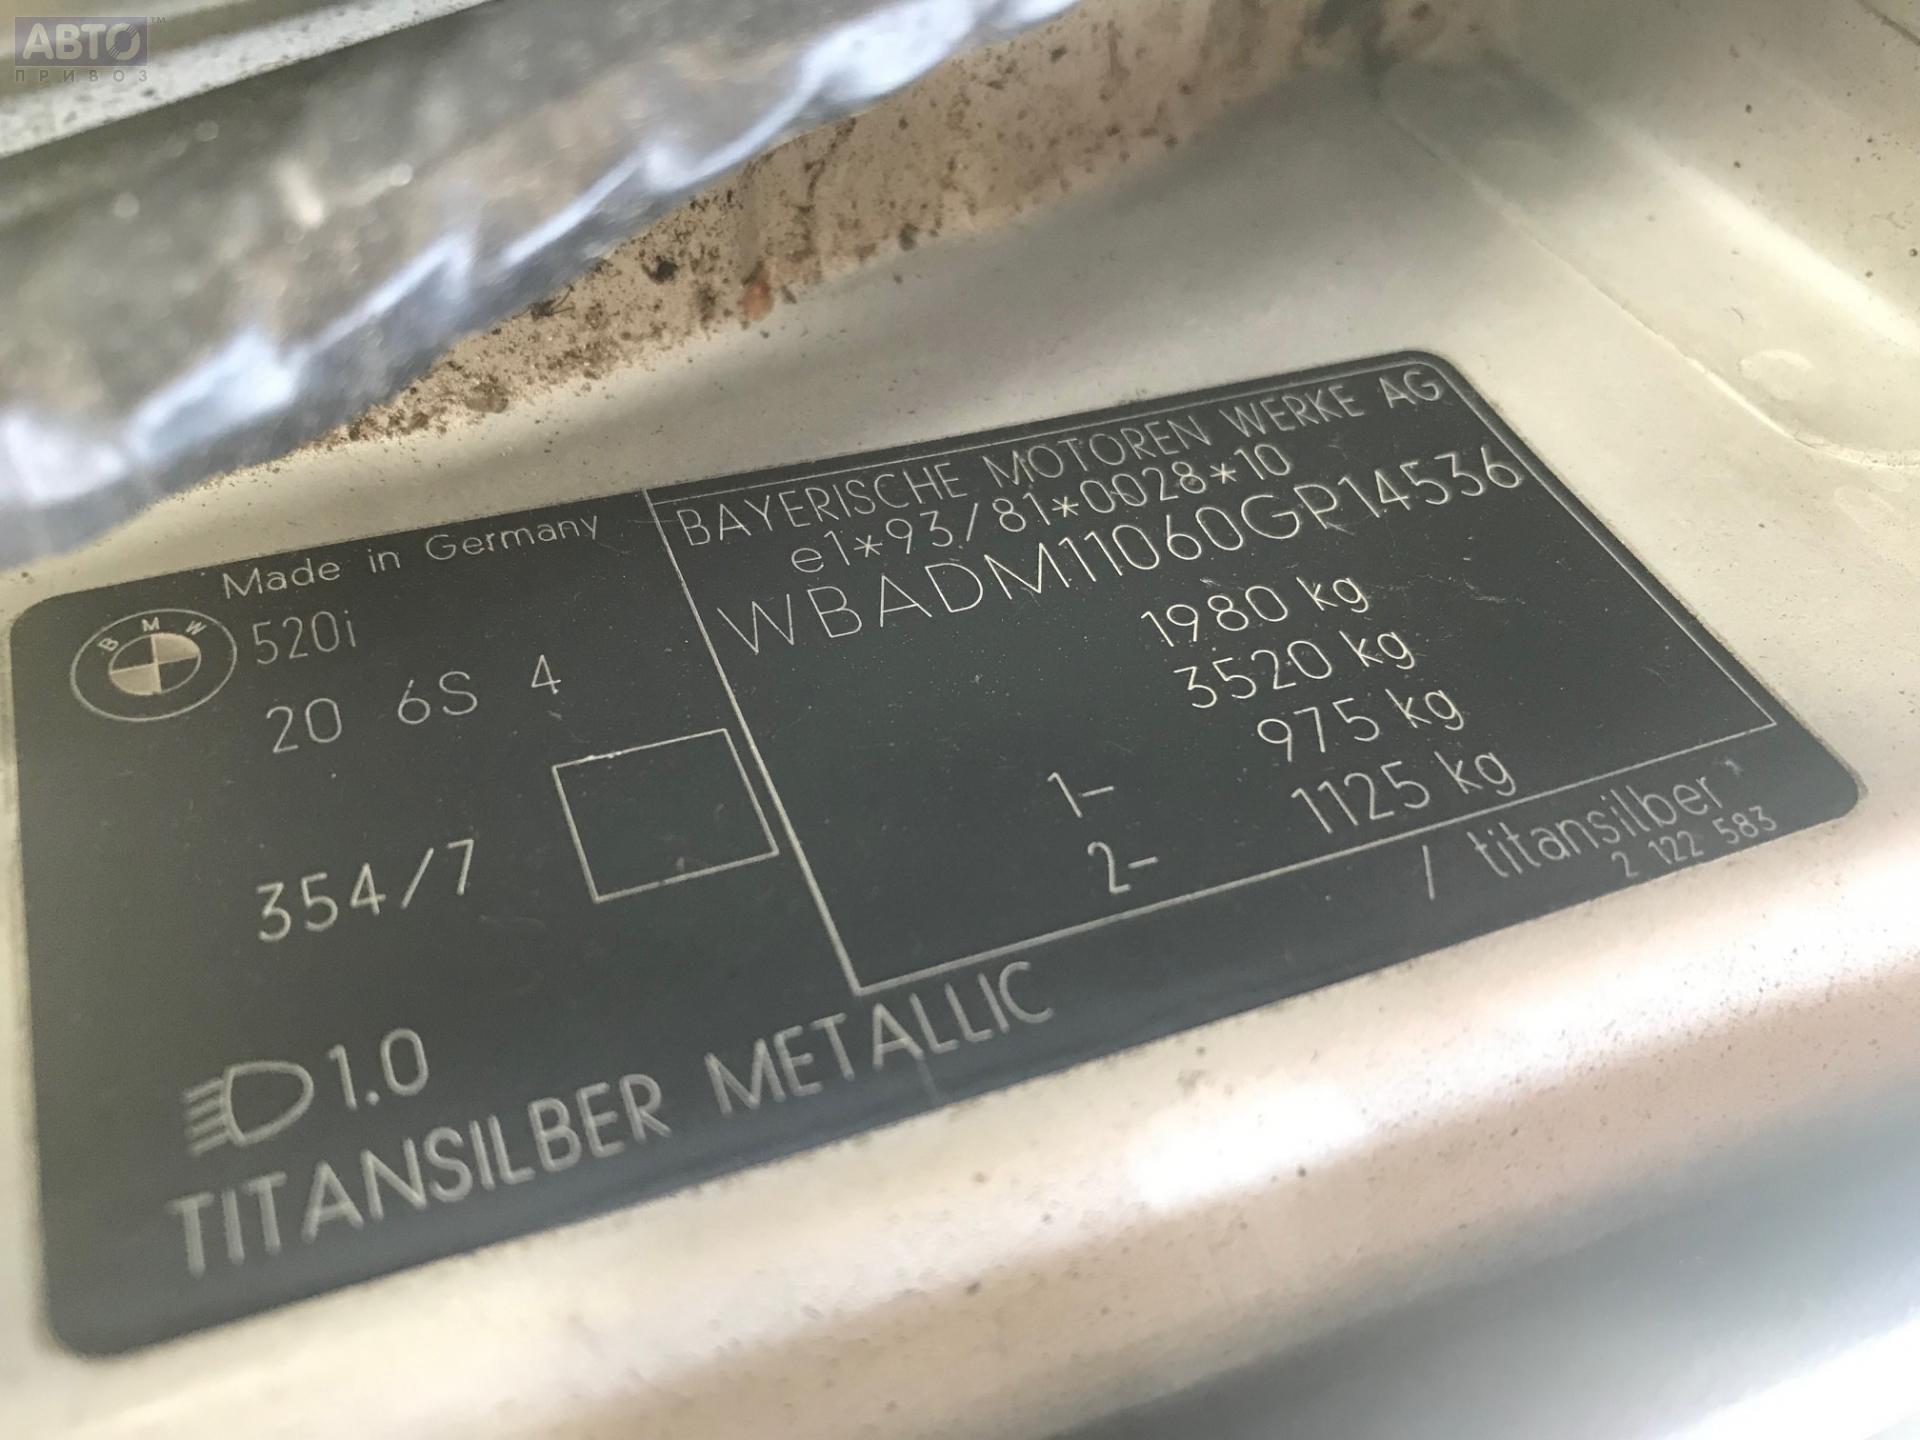 АВТО™
ПРИВОЗ
Made in Germany
BMW
520i
20 6S 4
354/7
1.0
BAYERISCHE MOTOREN WERKE AG
e1*93/81*0028*10
WBADM11060GP14536
1980 kg
3520 kg
1- 975 kg
2- 1125 kg
TITANSILBER METALLIC / titansilber
2 122 583